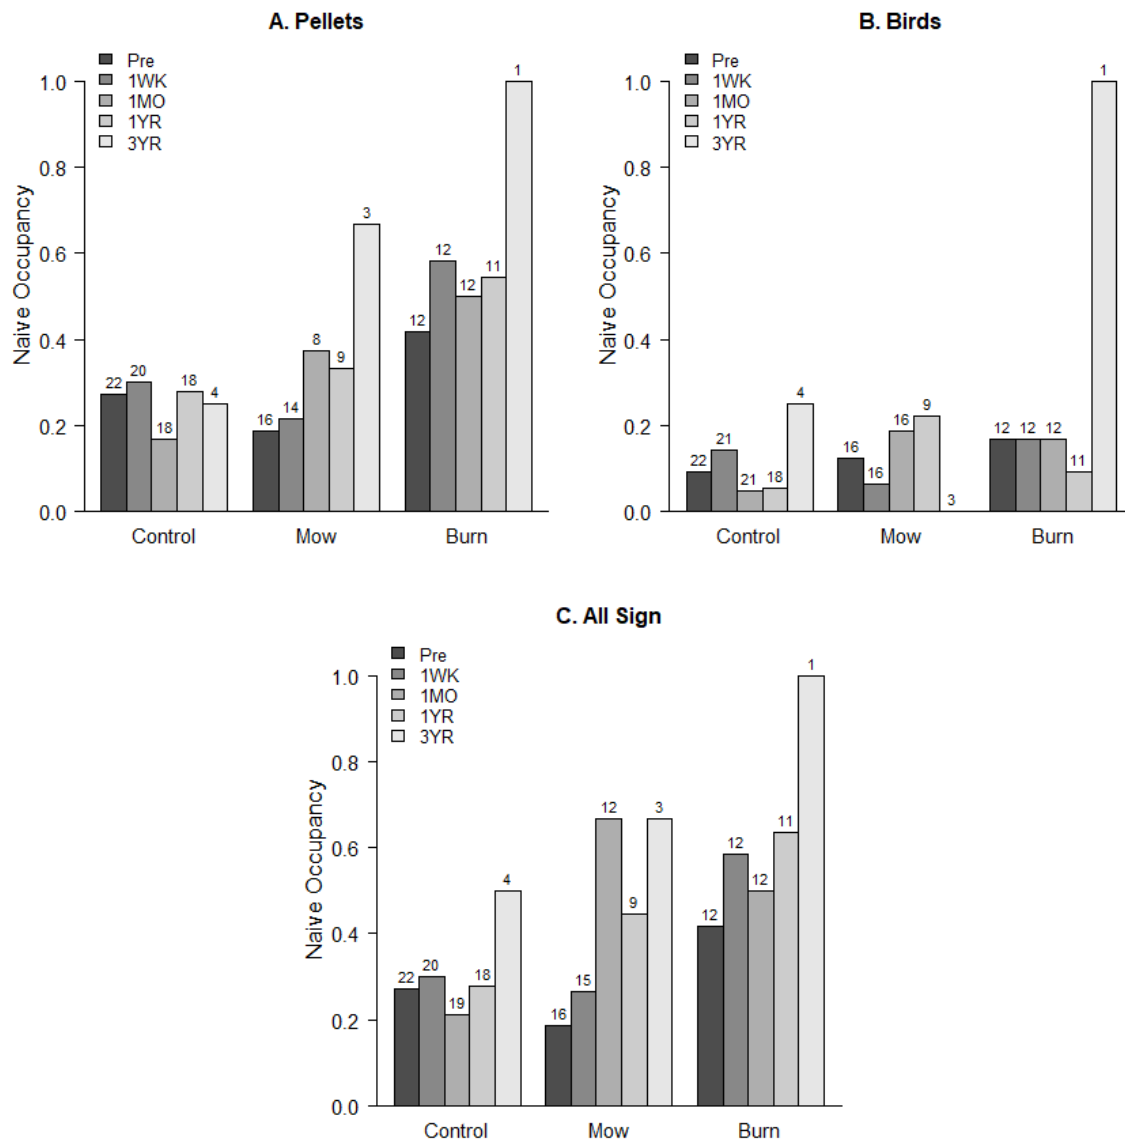 A. Pellets
Pre
1WK
1MO
1YR
3YR
Naive Occupancy
1.0
0.8
0.6
0.4
0.2
0.0
22
20
18
18
4
16
14
8
9
3
12
12
12
11
1
Control
Mow
Burn
B. Birds
Pre
1WK
1MO
1YR
3YR
Naive Occupancy
1.0
0.8
0.6
0.4
0.2
0.0
22
21
21
18
4
16
16
16
9
3
12
12
12
11
1
Control
Mow
Burn
C. All Sign
Pre
1WK
1MO
1YR
3YR
Naive Occupancy
1.0
0.8
0.6
0.4
0.2
0.0
22
20
19
18
4
16
15
12
9
3
12
12
12
11
1
Control
Mow
Burn